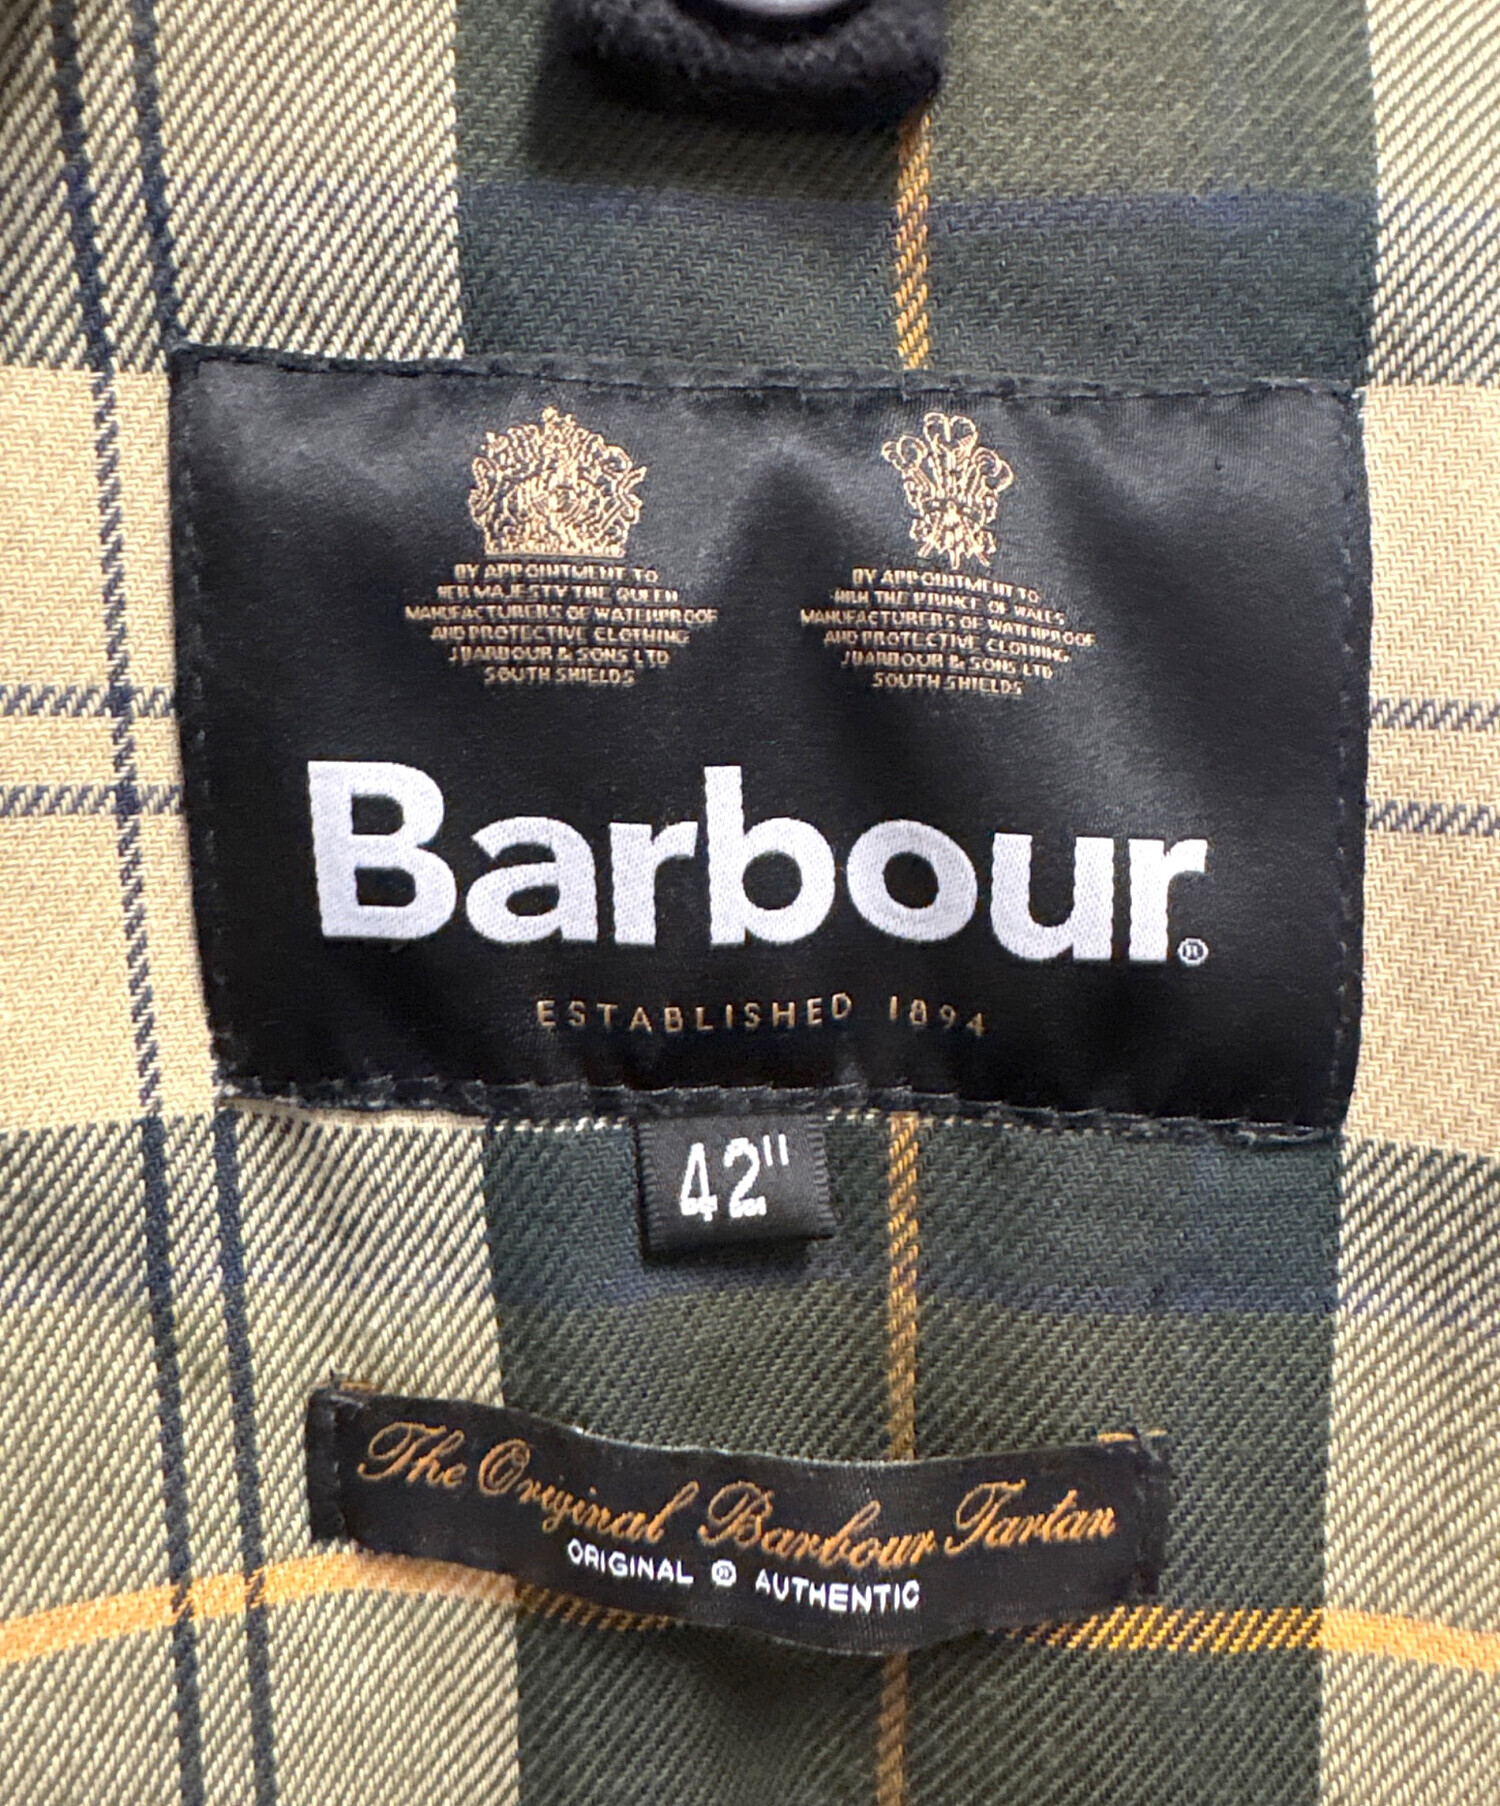 BY APPOINTMENT TO
HER MAJESTY THE QUEEN
MANUFACTURERS OF WATERPROOF
AND PROTECTIVE CLOTHING
J BARBOUR & SONS LTD
SOUTH SHIELDS
BY APPOINTMENT TO
HRH THE PRINCE OF WALES
MANUFACTURERS OF WATERPROOF
AND PROTECTIVE CLOTHING
J BARBOUR & SONS LTD
SOUTH SHIELDS
Barbour®
ESTABLISHED 1894
42"
The Original Barbour Tartan
ORIGINAL ® AUTHENTIC